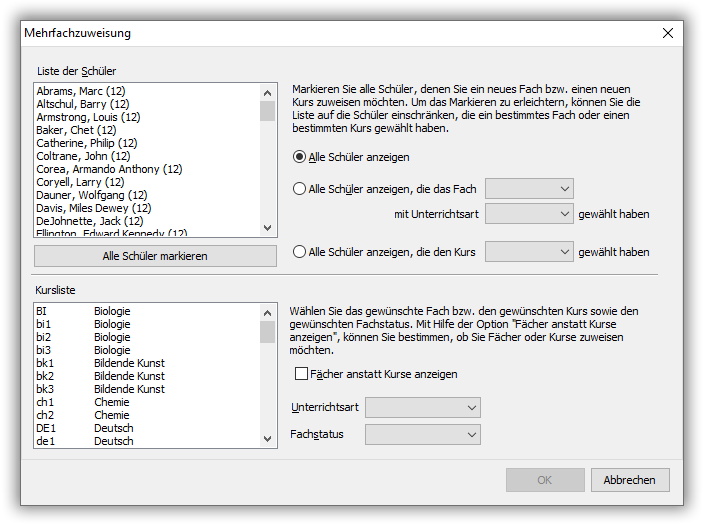 Mehrfachzuweisung
Liste der Schüler
Abrams, Marc (12)
Altschul, Barry (12)
Armstrong, Louis (12)
Baker, Chet (12)
Catherine, Philip (12)
Coltrane, John (12)
Corea, Armando Anthony (12)
Coryell, Larry (12)
Dauner, Wolfgang (12)
Davis, Miles Dewey (12)
DeJohnette, Jack (12)
Ellington, Edward Kennedy (12)
Alle Schüler markieren
Markieren Sie alle Schüler, denen Sie ein neues Fach bzw. einen neuen
Kurs zuweisen möchten. Um das Markieren zu erleichtern, können Sie die
Liste auf die Schüler einschränken, die ein bestimmtes Fach oder einen
bestimmten Kurs gewählt haben.
Alle Schüler anzeigen
Alle Schüler anzeigen, die das Fach
mit Unterrichtsart gewählt haben
Alle Schüler anzeigen, die den Kurs gewählt haben
Kursliste
BI Biologie
bi1 Biologie
bi2 Biologie
bi3 Biologie
bk1 Bildende Kunst
bk2 Bildende Kunst
bk3 Bildende Kunst
ch1 Chemie
ch2 Chemie
DE1 Deutsch
de1 Deutsch
Wählen Sie das gewünschte Fach bzw. den gewünschten Kurs sowie den
gewünschten Fachstatus. Mit Hilfe der Option "Fächer anstatt Kurse
anzeigen", können Sie bestimmen, ob Sie Fächer oder Kurse zuweisen
möchten.
Fächer anstatt Kurse anzeigen
Unterrichtsart
Fachstatus
OK
Abbrechen